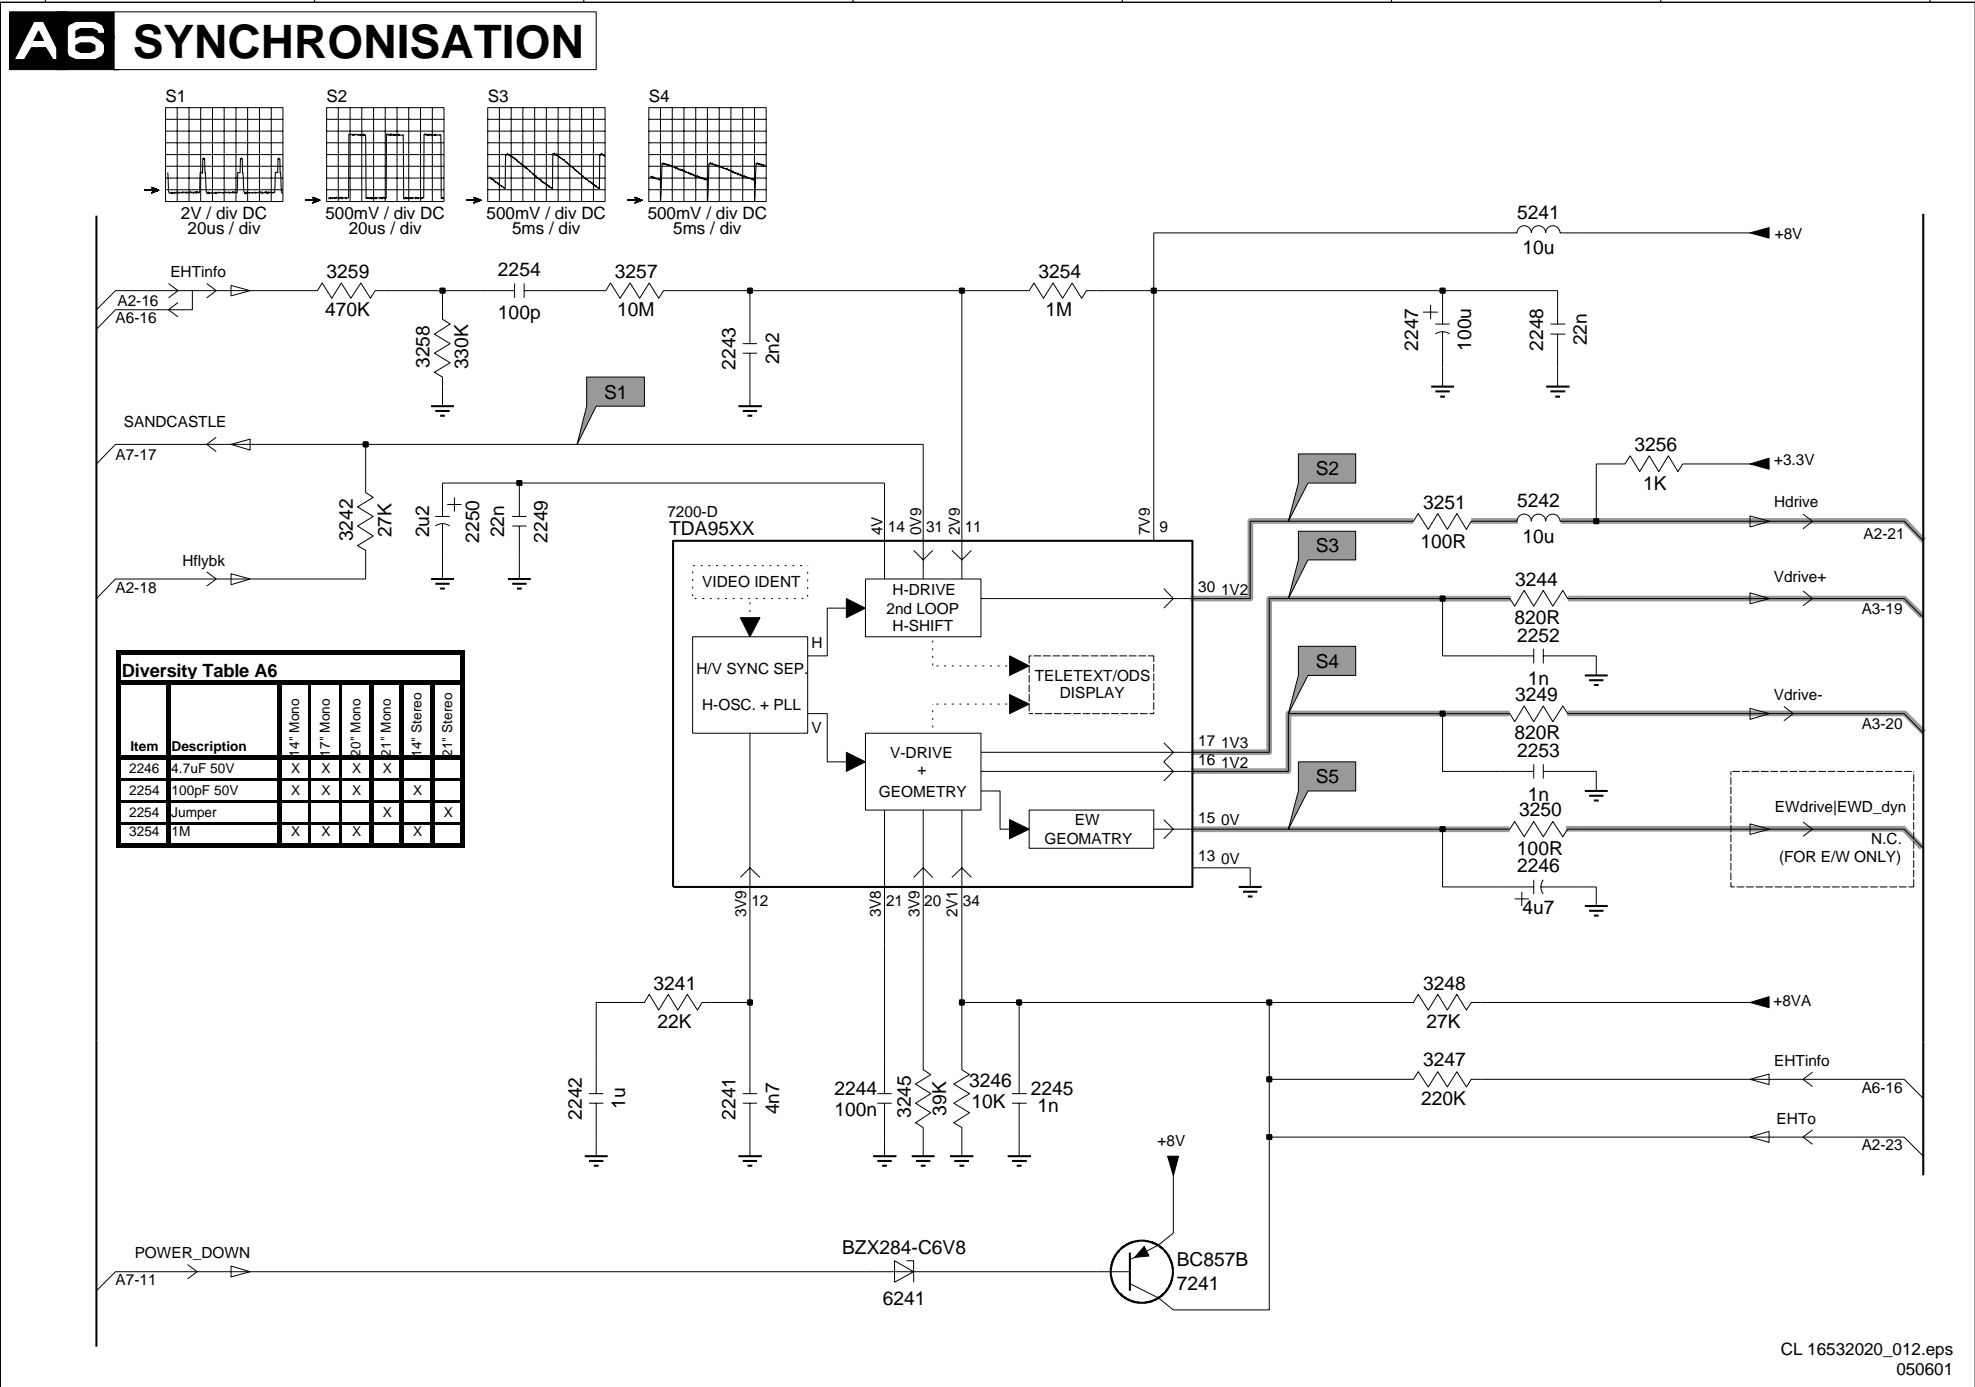 A6 SYNCHRONISATION
S1
S2
S3
S4
2V / div DC
20us / div
500mV / div DC
20us / div
500mV / div DC
5ms / div
500mV / div DC
5ms / div
5241
10u
+8V
EHTinfo
A2-16
A6-16
3259
470K
2254
100p
3257
10M
3254
1M
3258
330K
2243
2n2
2247
+
100u
2248
22n
S1
SANDCASTLE
A7-17
3242
27K
2u2
+
2250
22n
2249
Hflybk
A2-18
7200-D
TDA95XX
4V
14
0V9
31
2V9
11
7V9
9
3256
1K
+3.3V
S2
3251
100R
5242
10u
Hdrive
A2-21
S3
3244
820R
2252
1n
Vdrive+
A3-19
S4
3249
820R
2253
1n
Vdrive-
A3-20
S5
3250
100R
2246
+
4u7
EWdrive|EWD_dyn
N.C.
(FOR E/W ONLY)
VIDEO IDENT
H-DRIVE
2nd LOOP
H-SHIFT
H
H/V SYNC SEP.
H-OSC. + PLL
V
TELETEXT/ODS
DISPLAY
V-DRIVE
+
GEOMETRY
EW
GEOMATRY
30 1V2
17 1V3
16 1V2
15 0V
13 0V
3V9
12
3V8
21
3V9
20
2V1
34
Diversity Table A6
Item Description 14" Mono 17" Mono 20" Mono 21" Mono 14" Stereo 21" Stereo
2246 4.7uF 50V X X X X
2254 100pF 50V X X X X
2254 Jumper X X
3254 1M X X X X
3241
22K
2242
1u
2241
4n7
2244
100n
3245
39K
3246
10K
2245
1n
3248
27K
+8VA
3247
220K
EHTinfo
A6-16
EHTo
A2-23
+8V
POWER_DOWN
A7-11
BZX284-C6V8
6241
BC857B
7241
CL 16532020_012.eps
050601